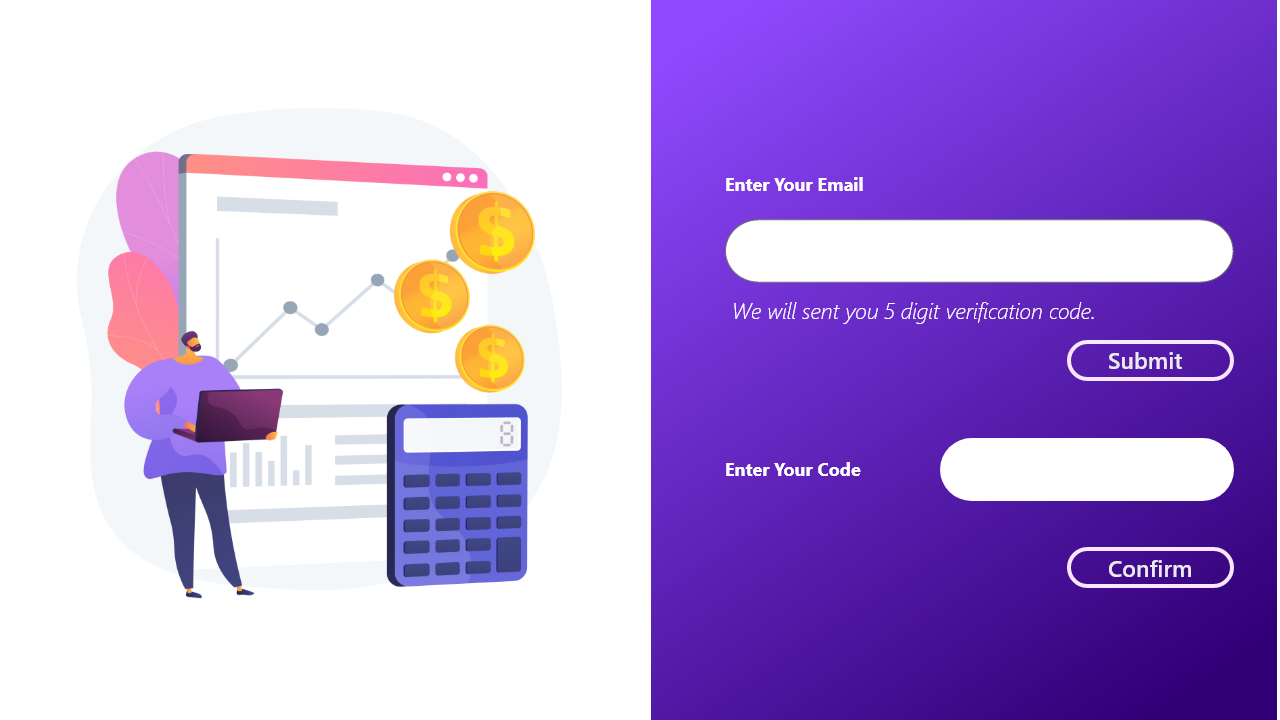 Enter Your Email
We will sent you 5 digit verification code.
Submit
Enter Your Code
Confirm
$
$
$